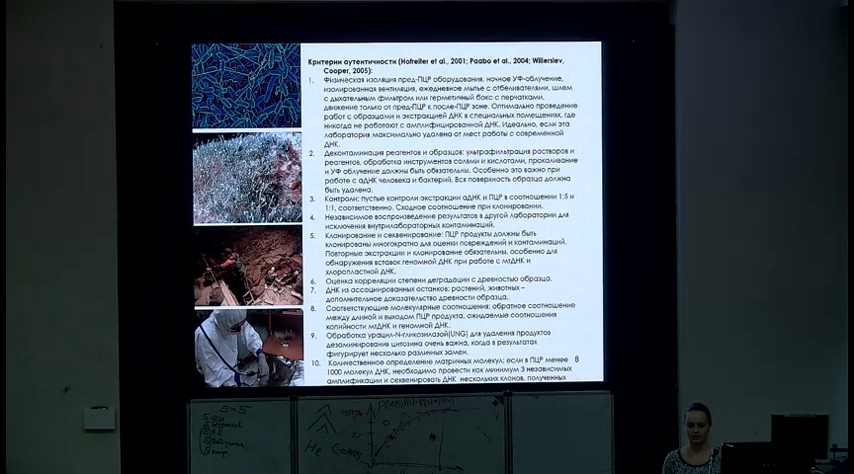 Критерии аутентичности (Hofreiter et al., 2001; Paabo et al., 2004; Willerslev,
Cooper, 2005):
1. Физическая изоляция пред-ПЦР оборудования, ночное УФ-облучение,
изолированная вентиляция, ежедневное мытье с отбеливателями, шлем
с дыхательным фильтром или герметичный бокс с перчатками,
движение только от пред-ПЦР к после-ПЦР зоне. Оптимально проведение
работ с образцами и экстракцией ДНК в специальных помещениях, где
никогда не работают с амплифицированной ДНК. Идеально, если эта
лаборатория максимально удалена от мест работы с современной
ДНК.
2. Деконтаминация реагентов и образцов: ультрафильтрация растворов и
реагентов, обработка инструментов солями и кислотами, прокаливание
и УФ облучение должны быть обязательны. Особенно это важно при
работе с аДНК человека и бактерий. Вся поверхность образца должна
быть удалена.
3. Контроли: пустые контроли экстракции аДНК и ПЦР в соотношении 1:5 и
1:1, соответственно. Сходное соотношение при клонировании.
4. Независимое воспроизведение результатов в другой лаборатории для
исключения внутрилабораторных контаминаций.
5. Клонирование и секвенирование: ПЦР продукты должны быть
клонированы многократно для оценки повреждений и контаминаций.
Повторные экстракции и клонирование обязательны, особенно для
обнаружения вставок геномной ДНК при работе с мтДНК и
хлоропластной ДНК.
6. Оценка корреляции степени деградации с древностью образца.
7. ДНК из ассоциированных останков: растений, животных –
дополнительное доказательство древности образца.
8. Соответствующие молекулярные соотношения: обратное соотношение
между длиной и выходом ПЦР продукта, ожидаемые соотношения
копийности мтДНК и геномной ДНК.
9. Обработка урацил-N-гликозилазой(UNG) для удаления продуктов
дезаминирования цитозина очень важна, когда в результатах
фигурирует несколько различных замен.
10. Количественное определение матричных молекул: если в ПЦР менее 8
1000 молекул ДНК, необходимо провести как минимум 3 независимых
амплификации и секвенировать ДНК нескольких клонов, полученных
5x5
Не